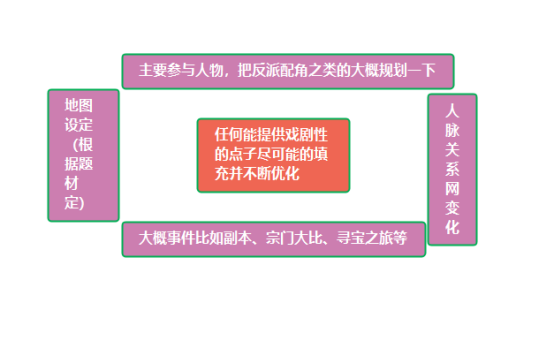 主要参与人物，把反派配角之类的大概规划一下
地图
设定
（根
据题
材
定）
任何能提供戏剧性
的点子尽可能的填
充并不断优化
人
脉
关
系
网
变
化
大概事件比如副本、宗门大比、寻宝之旅等